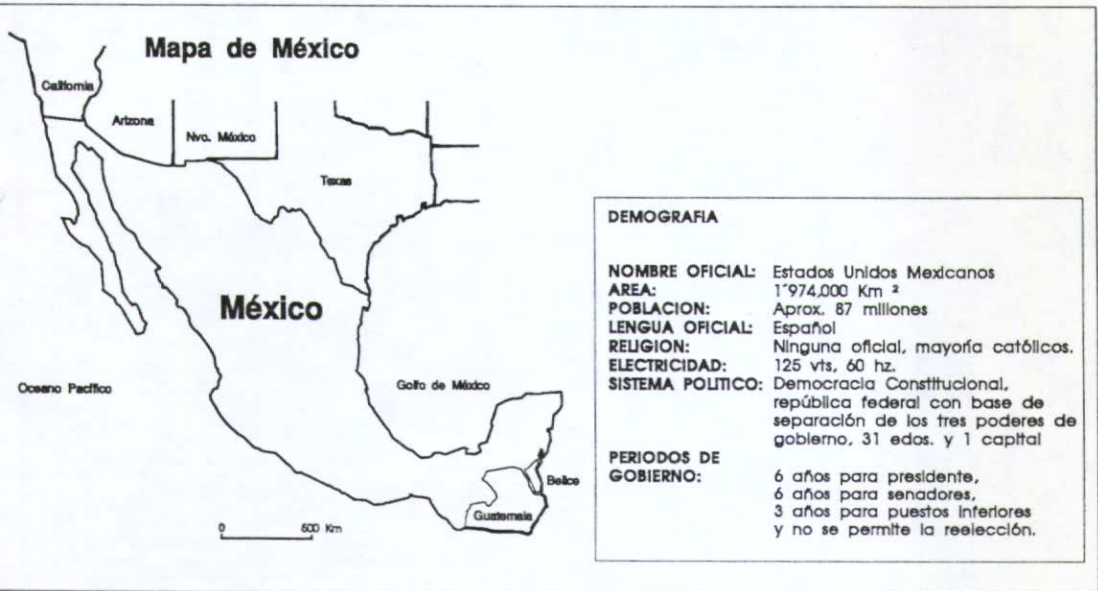 Mapa de México
California
Arizona
Nvo. México
Texas
México
Oceano Pacífico
Golfo de México
Belice
Guatemala
0 500 Km
DEMOGRAFIA
NOMBRE OFICIAL: Estados Unidos Mexicanos
AREA: 1´974,000 Km ²
POBLACION: Aprox. 87 millones
LENGUA OFICIAL: Español
RELIGION: Ninguna oficial, mayoría católicos.
ELECTRICIDAD: 125 vts, 60 hz.
SISTEMA POLITICO: Democracia Constitucional,
república federal con base de
separación de los tres poderes de
gobierno, 31 edos. y 1 capital
PERIODOS DE
GOBIERNO: 6 años para presidente,
6 años para senadores,
3 años para puestos inferiores
y no se permite la reelección.